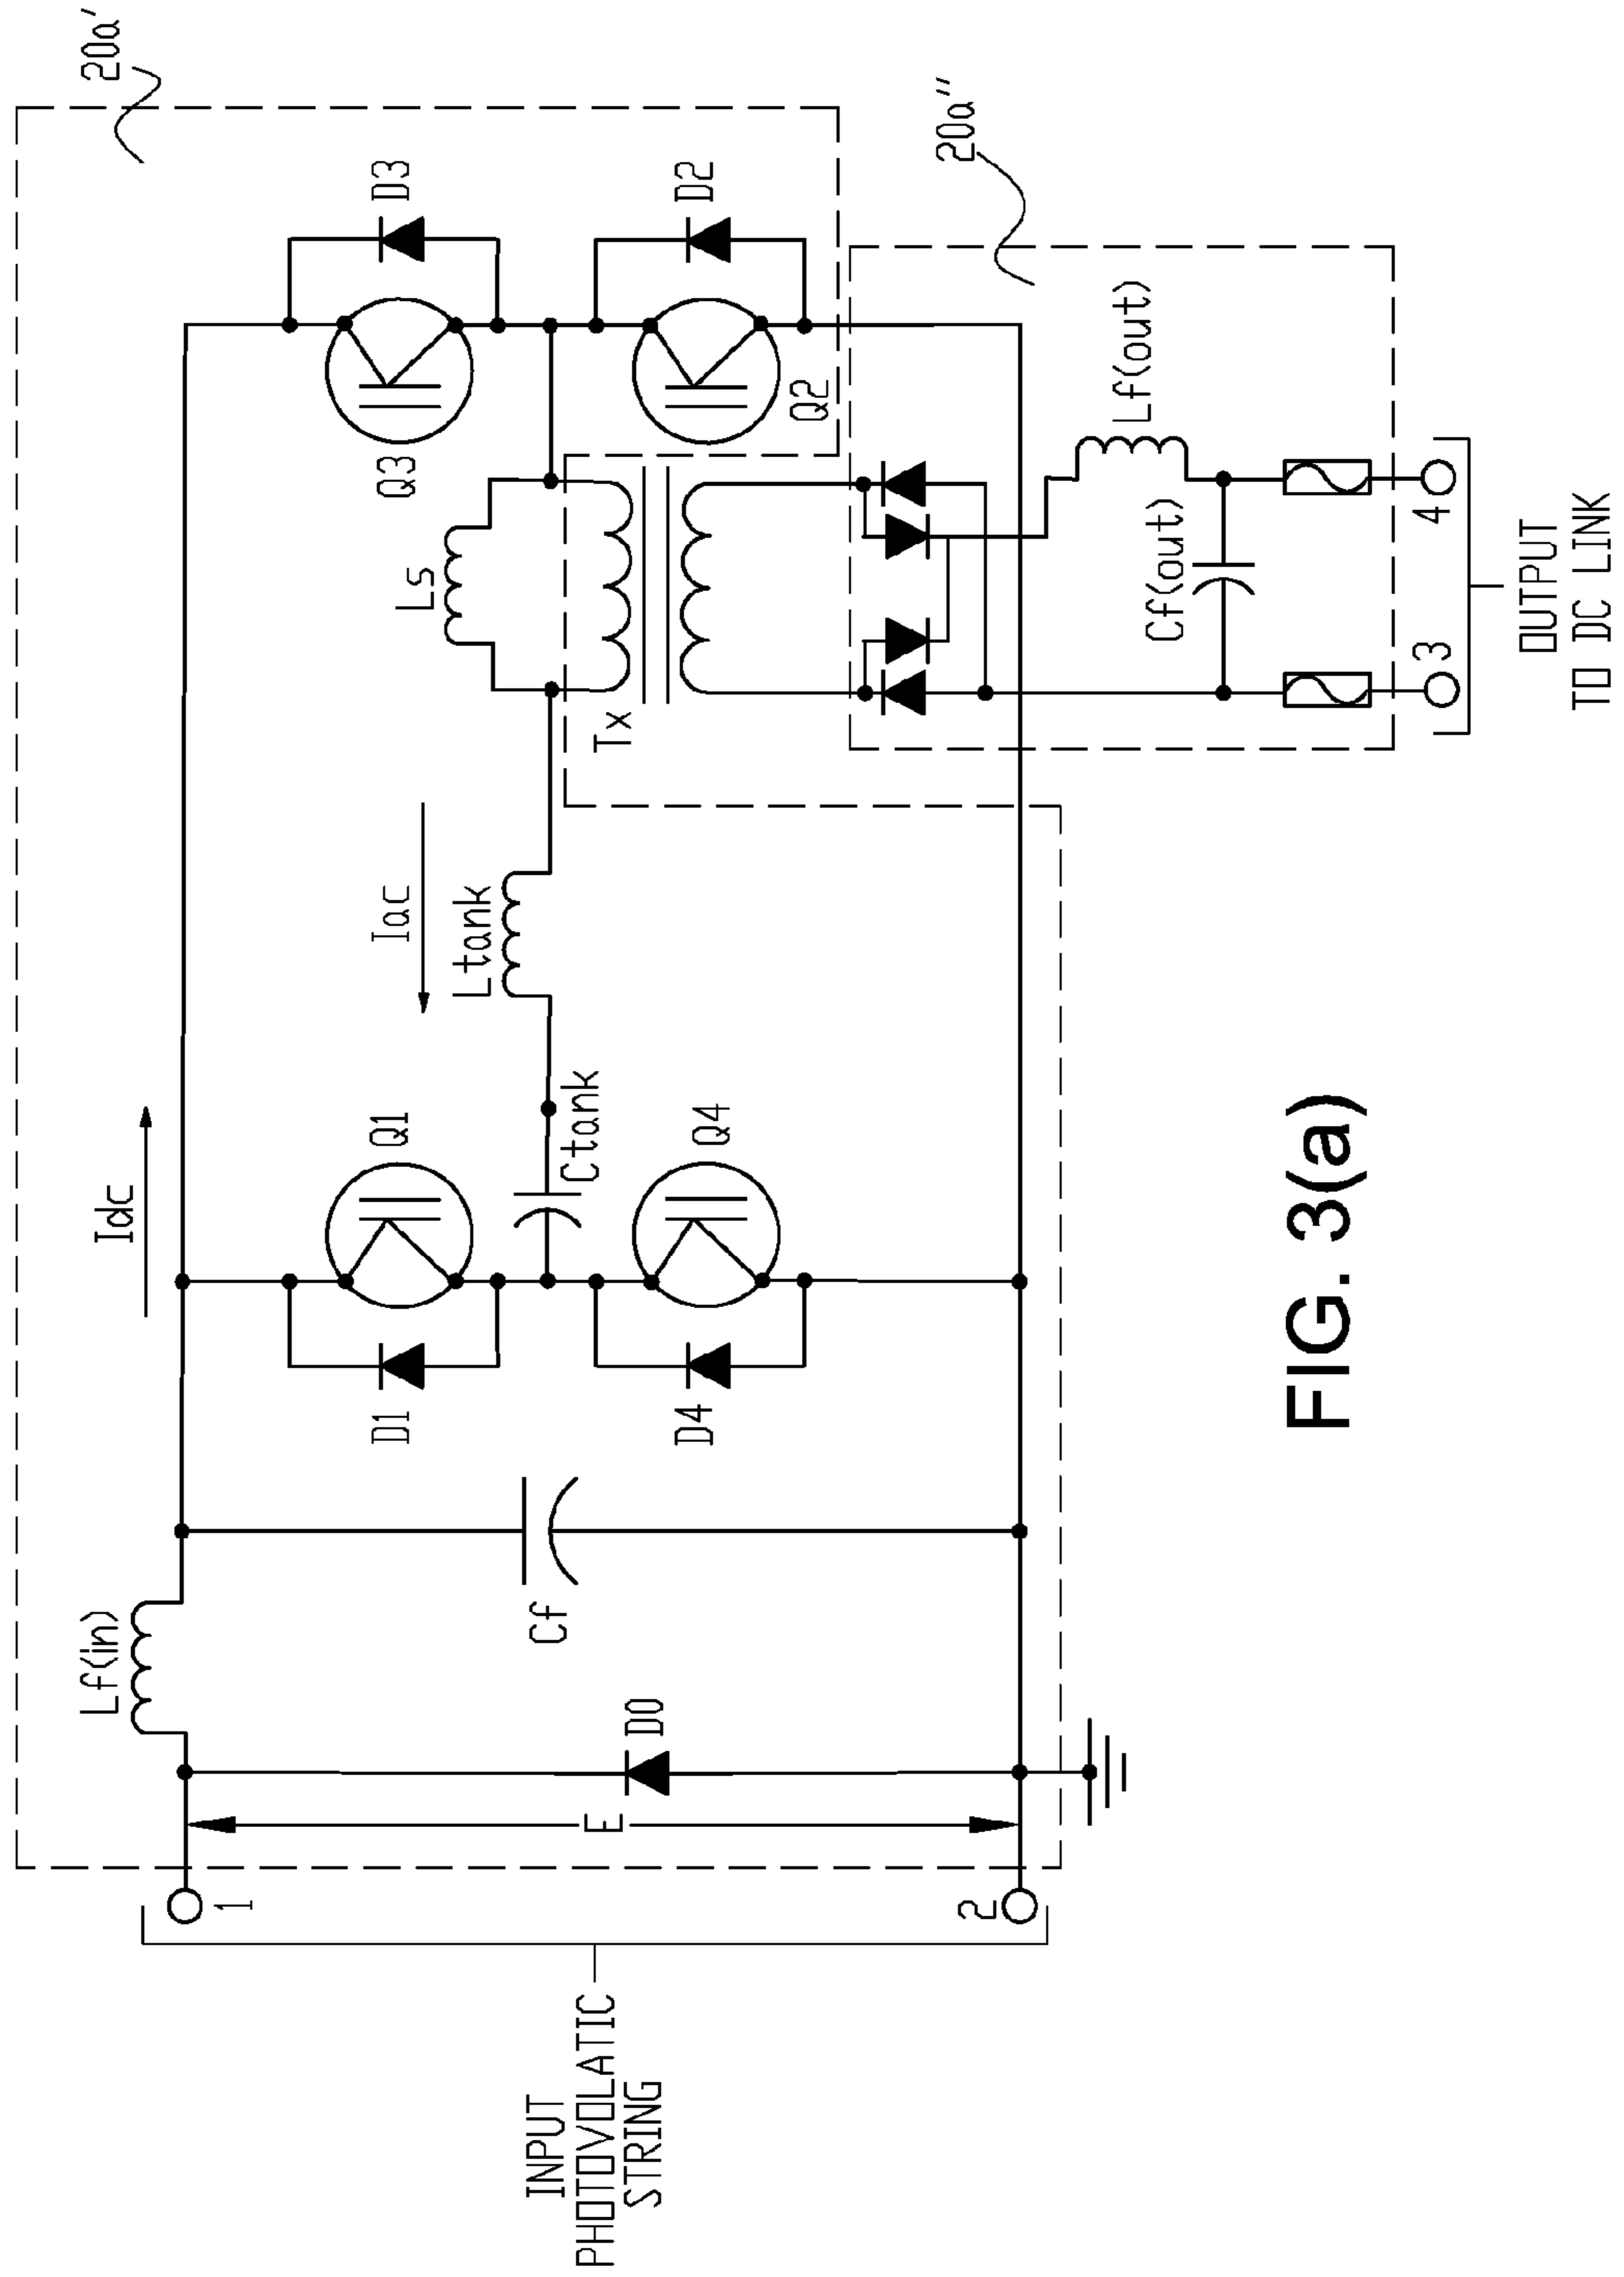 20a'
Idc
Lf(in)
D3
Q3
Iac
Q1
D1
Ls
Ltank
Ctank
Cf
D2
Q2
Tx
Q4
D4
D0
E
1
2
INPUT
PHOTOVOLATIC
STRING
20a''
Lf(out)
Cf(out)
4
3
OUTPUT
TO DC LINK
FIG. 3(a)